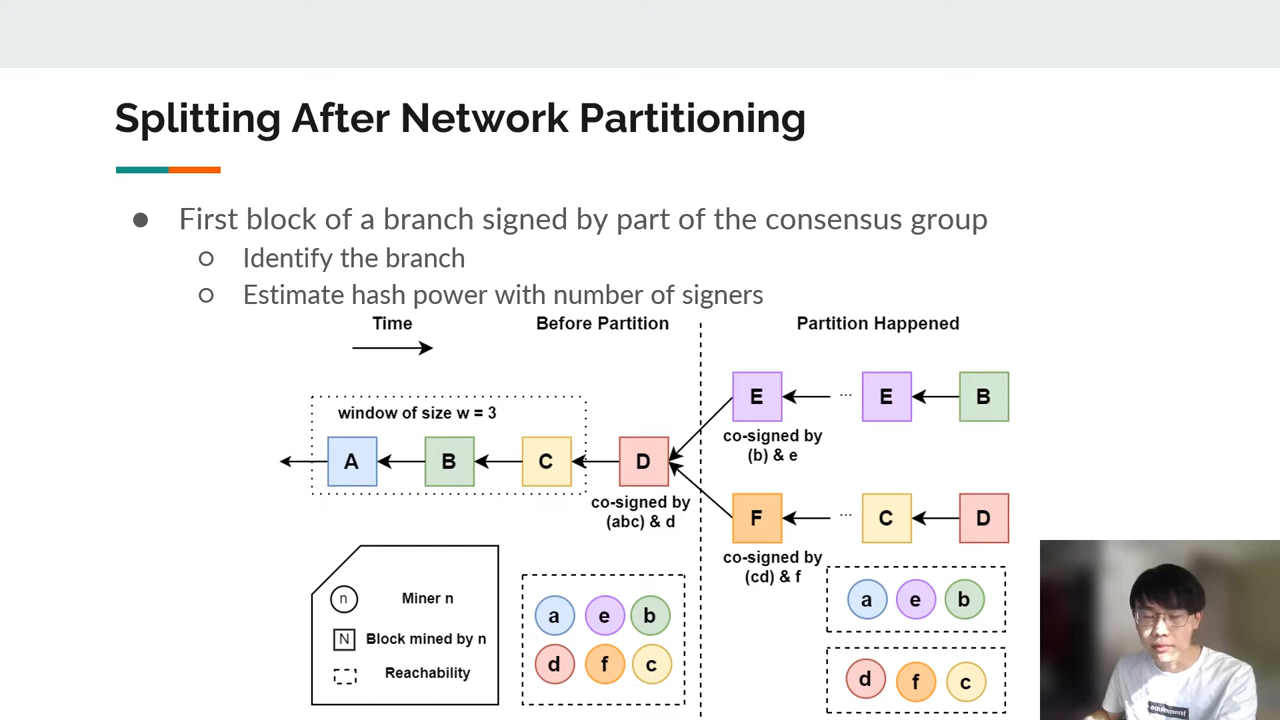 Splitting After Network Partitioning
● First block of a branch signed by part of the consensus group
○ Identify the branch
○ Estimate hash power with number of signers
Time
Before Partition
Partition Happened
window of size w = 3
A
B
C
D
co-signed by
(abc) & d
E
...
E
B
co-signed by
(b) & e
F
...
C
D
co-signed by
(cd) & f
n Miner n
N Block mined by n
Reachability
a e b
d f c
a e b
d f c
equipment